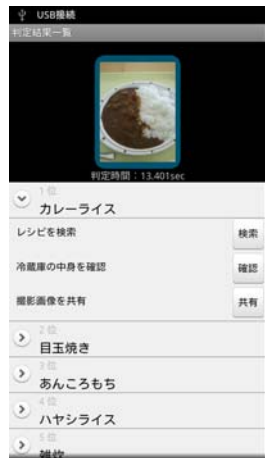 USB接続
判定結果一覧
判定時間：13.401sec
1位
カレーライス
レシピを検索
検索
冷蔵庫の中身を確認
確認
撮影画像を共有
共有
2位
目玉焼き
3位
あんころもち
4位
ハヤシライス
5位
雑炊